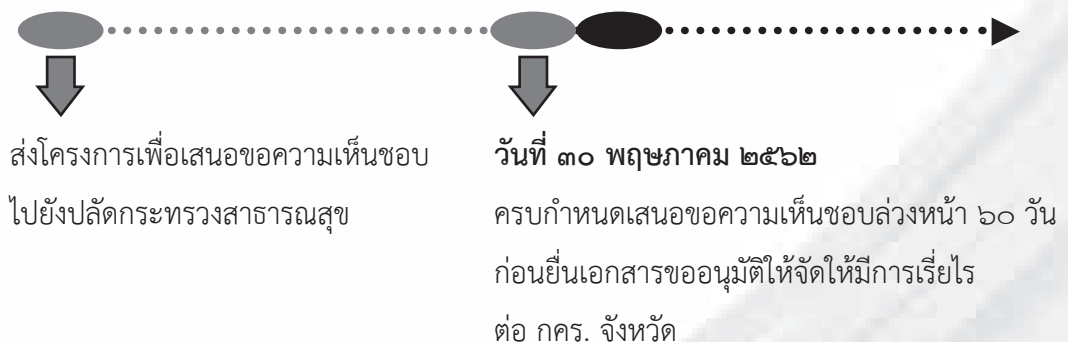 ส่งโครงการเพื่อเสนอขอความเห็นชอบ
ไปยังปลัดกระทรวงสาธารณสุข
วันที่ ๓๐ พฤษภาคม ๒๕๖๒
ครบกำหนดเสนอขอความเห็นชอบล่วงหน้า ๖๐ วัน
ก่อนยื่นเอกสารขออนุมัติให้จัดให้มีการเรี่ยไร
ต่อ กคร. จังหวัด